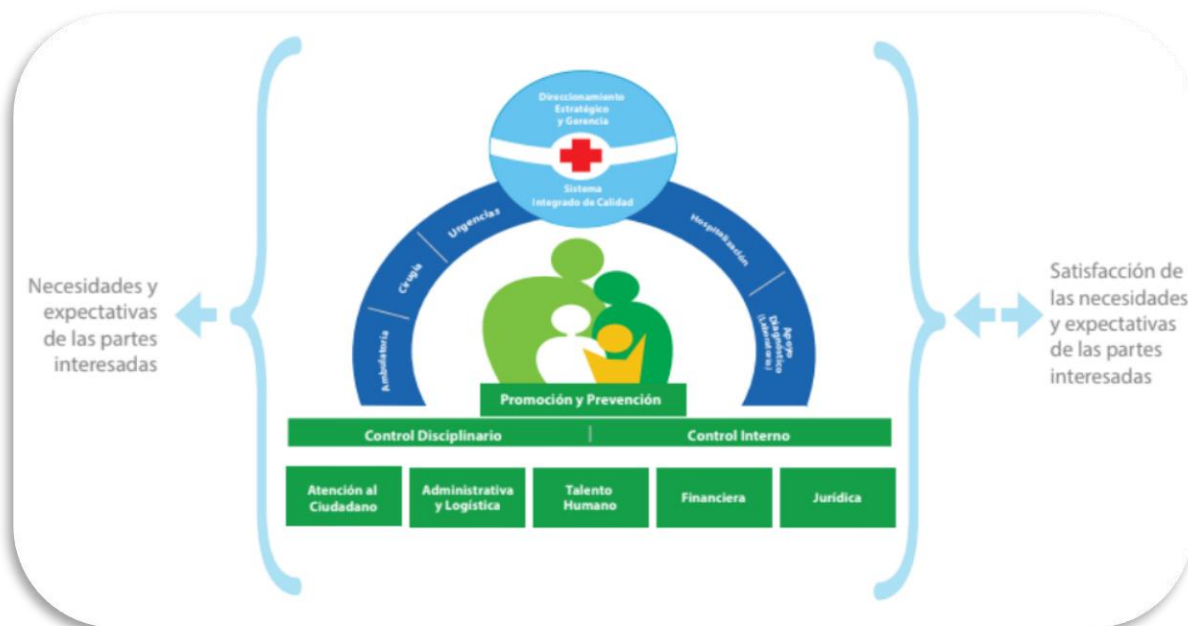 Direccionamiento
Estratégico
y Gerencia
Sistema
Integrado de Calidad
Urgencias
Cirugía
Ambulatoria
Hospitalización
Apoyo
Diagnóstico
(Laboratorio)
Necesidades y
expectativas
de las partes
interesadas
Satisfacción de
las necesidades
y expectativas
de las partes
interesadas
Promoción y Prevención
Control Disciplinario | Control Interno
Atención al
Ciudadano
Administrativa
y Logística
Talento
Humano
Financiera
Jurídica